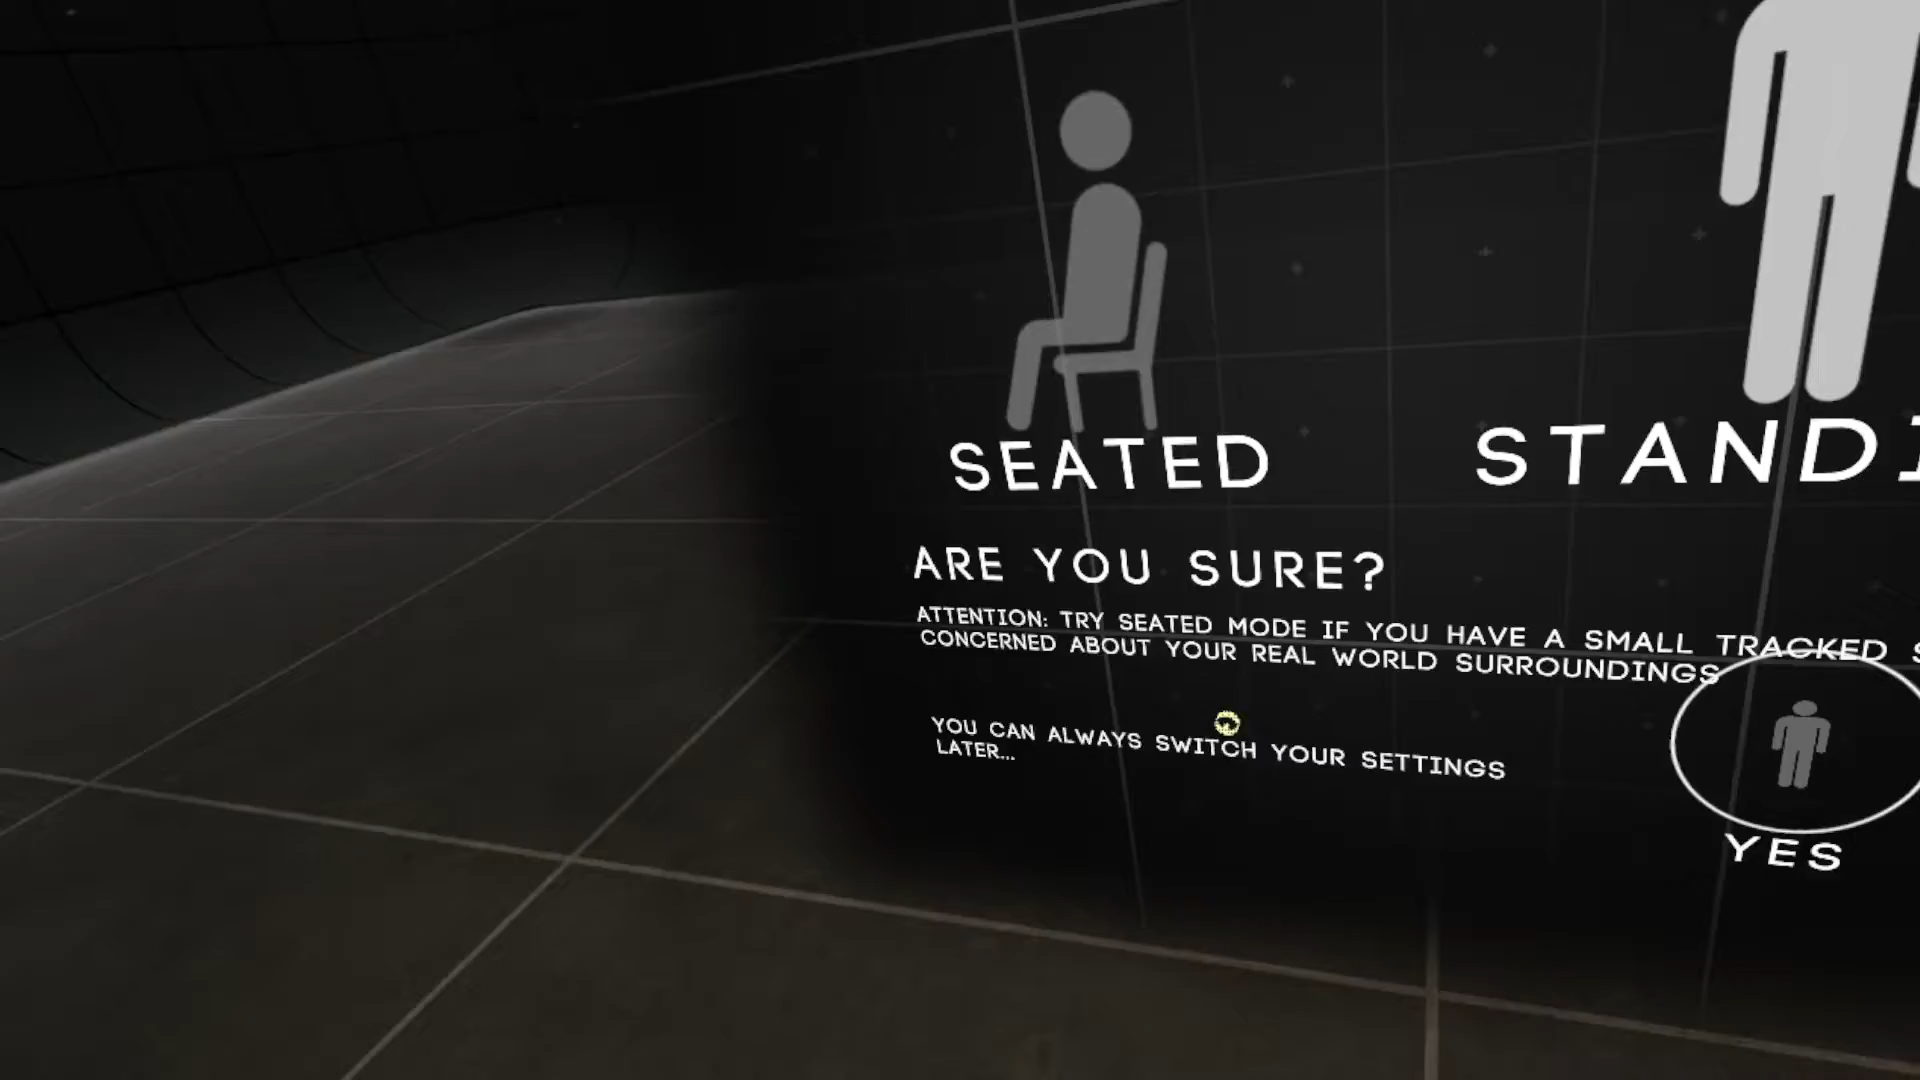 SEATED
ARE YOU SURE?
ATTENTION: TRY SEATED MODE IF YOU HAVE A SMALL TRACKED
CONCERNED ABOUT YOUR REAL WORLD SURROUNDINGS
YOU CAN ALWAYS SWITCH YOUR SETTINGS
LATER...
YES